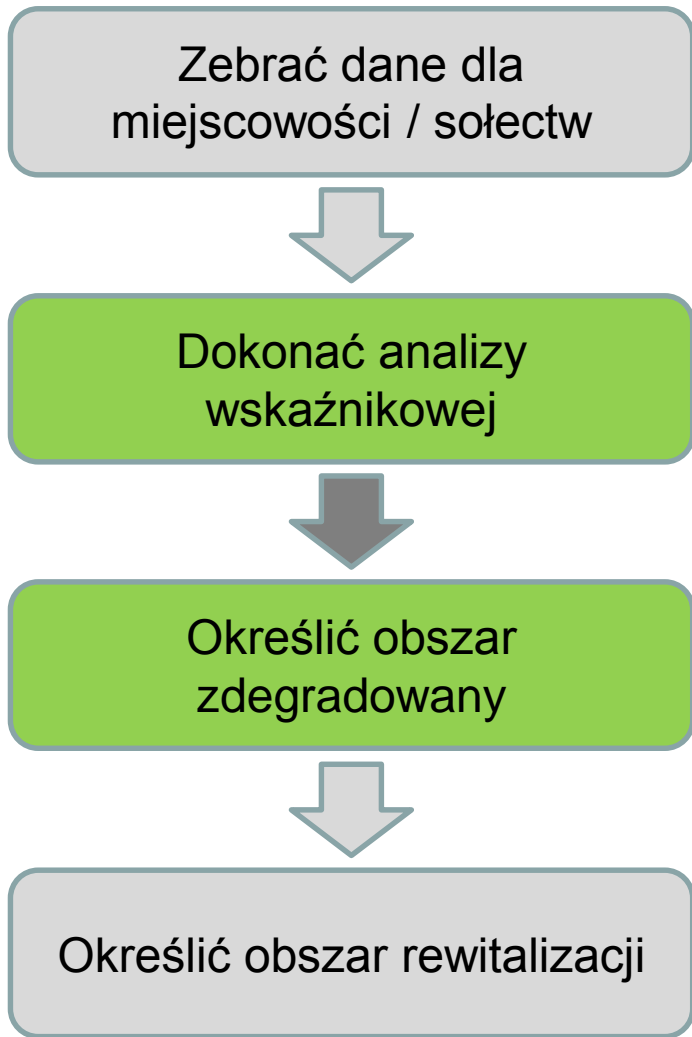 Zebrać dane dla
miejscowości / sołectw
Dokonać analizy
wskaźnikowej
Określić obszar
zdegradowany
Określić obszar rewitalizacji